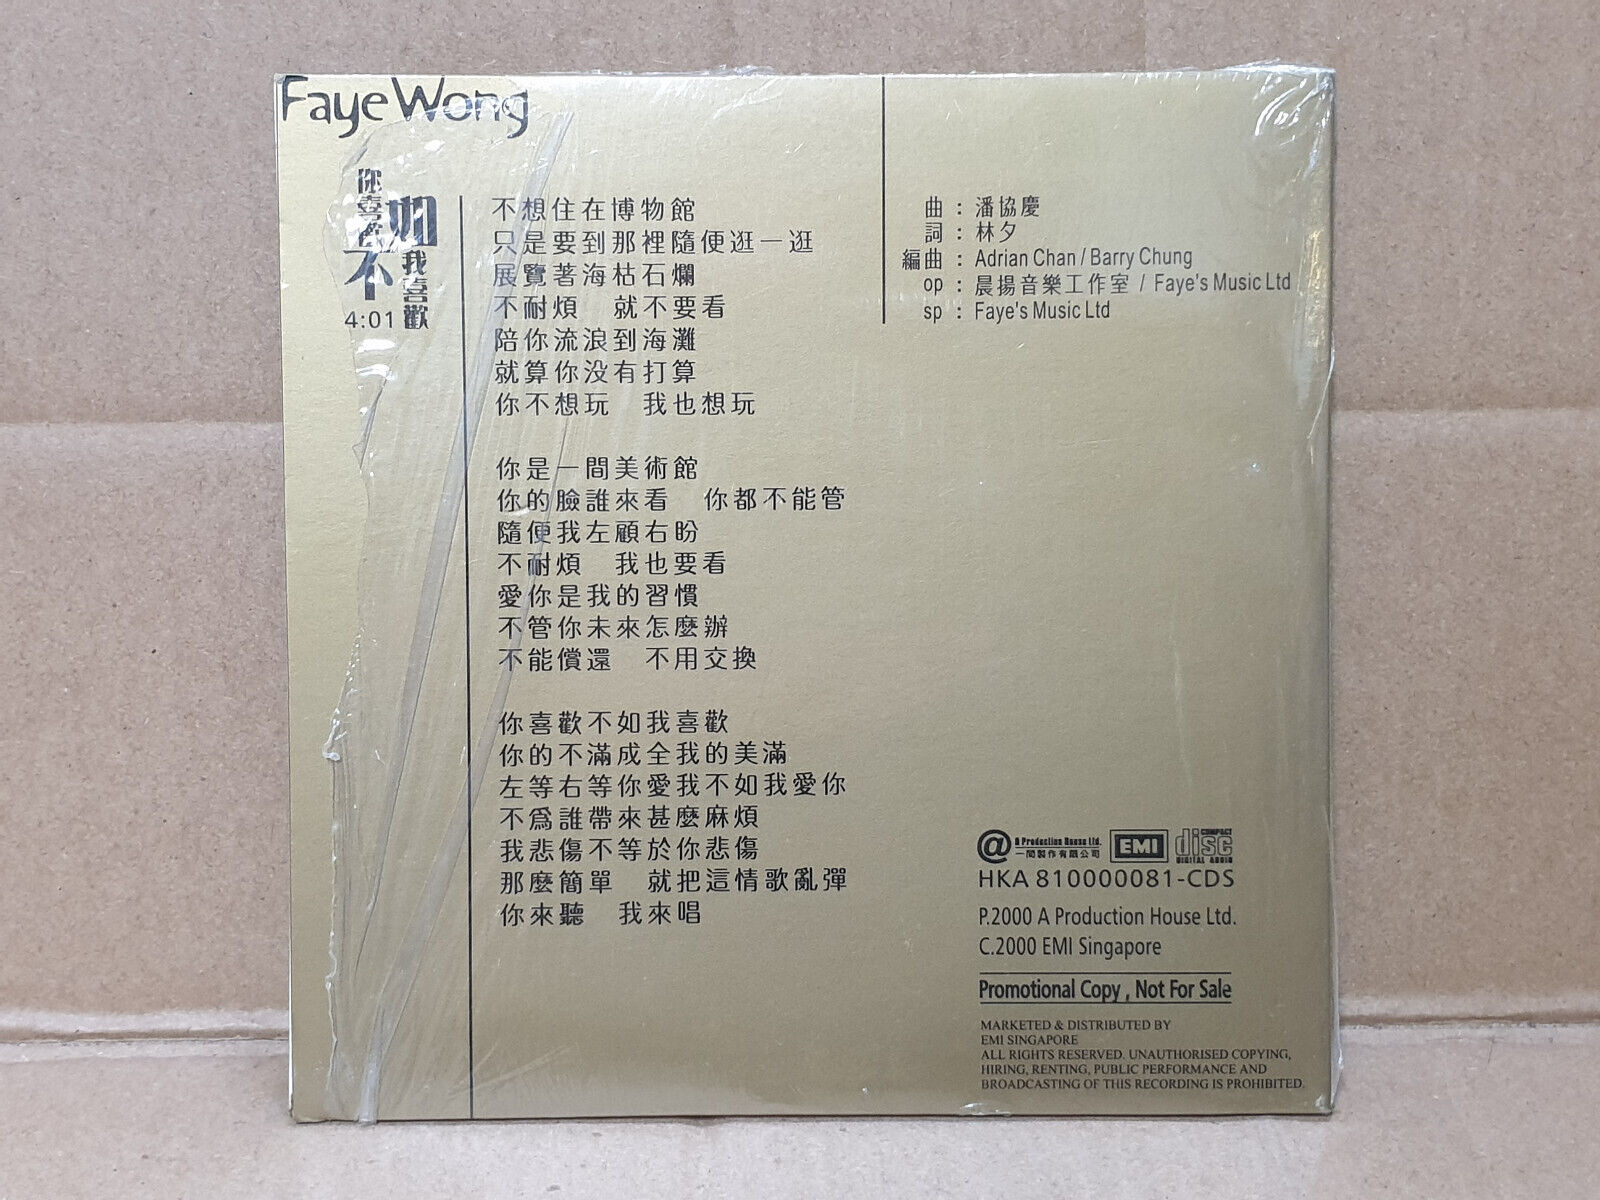 Faye Wong
你喜歡不
如我喜歡
4:01
不想住在博物館
只是要到那裡隨便逛一逛
展覽著海枯石爛
不耐煩 就不要看
陪你流浪到海灘
就算你没有打算
你不想玩 我也想玩
你是一間美術館
你的臉誰來看 你都不能管
隨便我左顧右盼
不耐煩 我也要看
愛你是我的習慣
不管你未來怎麼辦
不能償還 不用交換
你喜歡不如我喜歡
你的不滿成全我的美滿
左等右等你愛我不如我愛你
不爲誰帶來甚麼麻煩
我悲傷不等於你悲傷
那麼簡單 就把這情歌亂彈
你來聽 我來唱
曲 : 潘協慶
詞 : 林夕
編曲 : Adrian Chan / Barry Chung
op : 晨揚音樂工作室 / Faye's Music Ltd
sp : Faye's Music Ltd
@ A Production House Ltd.
一間製作有限公司
EMI
COMPACT disc DIGITAL AUDIO
HKA 810000081-CDS
P.2000 A Production House Ltd.
C.2000 EMI Singapore
Promotional Copy , Not For Sale
MARKETED & DISTRIBUTED BY
EMI SINGAPORE
ALL RIGHTS RESERVED. UNAUTHORISED COPYING,
HIRING, RENTING, PUBLIC PERFORMANCE AND
BROADCASTING OF THIS RECORDING IS PROHIBITED.